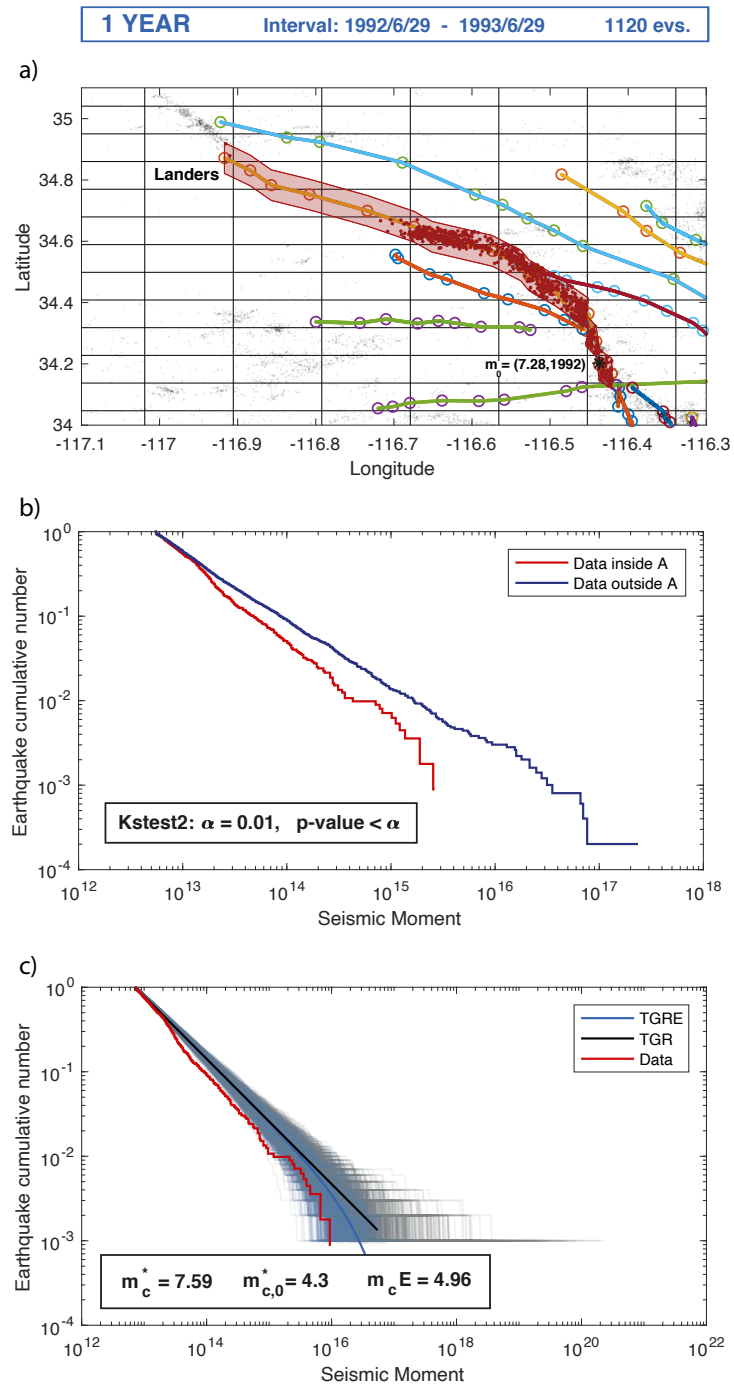 1 YEAR Interval: 1992/6/29 - 1993/6/29 1120 evs.
a)
35
34.8
34.6
34.4
34.2
34
Latitude
Landers
m0 = (7.28,1992)
-117.1 -117 -116.9 -116.8 -116.7 -116.6 -116.5 -116.4 -116.3
Longitude
b)
10^0
10^-1
10^-2
10^-3
10^-4
Earthquake cumulative number
Data inside A
Data outside A
Kstest2: α = 0.01, p-value < α
10^12 10^13 10^14 10^15 10^16 10^17 10^18
Seismic Moment
c)
10^0
10^-1
10^-2
10^-3
10^-4
Earthquake cumulative number
TGRE
TGR
Data
m*c = 7.59 m*c,0 = 4.3 mcE = 4.96
10^12 10^14 10^16 10^18 10^20 10^22
Seismic Moment